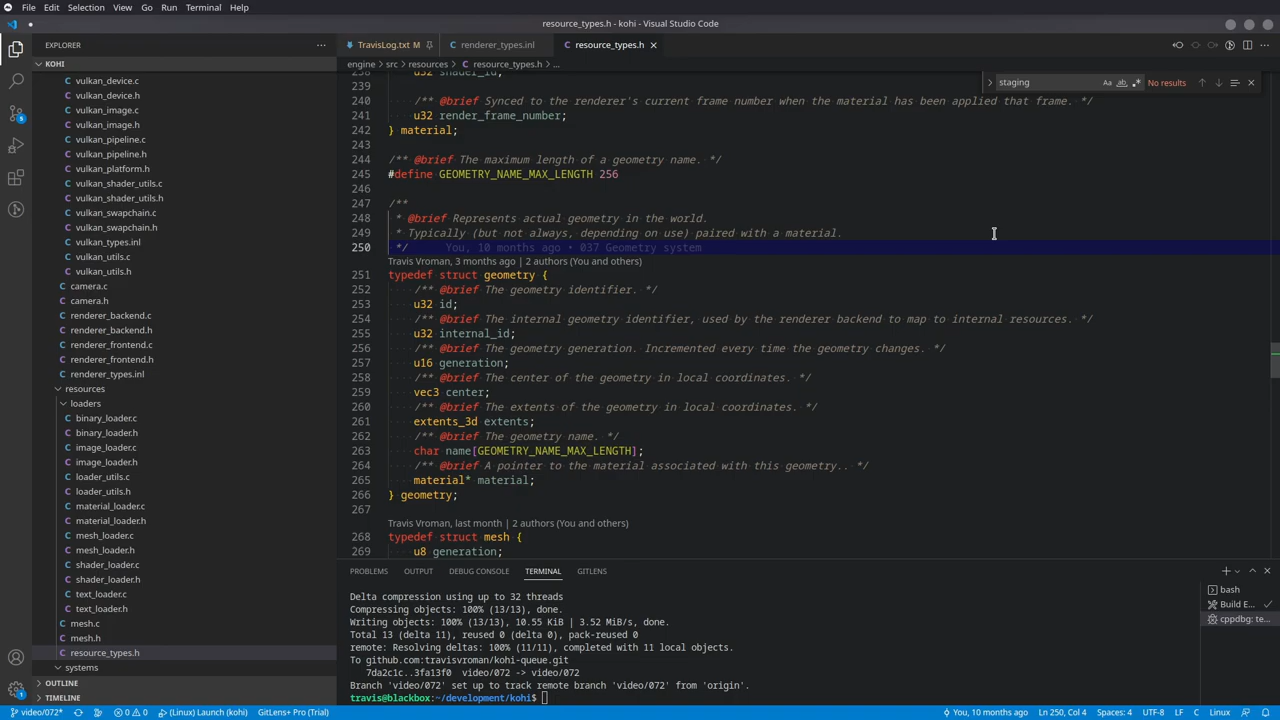 File Edit Selection View Go Run Terminal Help
resource_types.h - kohi - Visual Studio Code
EXPLORER
KOHI
vulkan_device.c
vulkan_device.h
vulkan_image.c
vulkan_image.h
vulkan_pipeline.c
vulkan_pipeline.h
vulkan_platform.h
vulkan_shader_utils.c
vulkan_shader_utils.h
vulkan_swapchain.c
vulkan_swapchain.h
vulkan_types.inl
vulkan_utils.c
vulkan_utils.h
camera.c
camera.h
renderer_backend.c
renderer_backend.h
renderer_frontend.c
renderer_frontend.h
renderer_types.inl
resources
loaders
binary_loader.c
binary_loader.h
image_loader.c
image_loader.h
loader_utils.c
loader_utils.h
material_loader.c
material_loader.h
mesh_loader.c
mesh_loader.h
shader_loader.c
shader_loader.h
text_loader.c
text_loader.h
mesh.c
mesh.h
resource_types.h
systems
OUTLINE
TIMELINE
TravisLog.txt M renderer_types.inl resource_types.h
engine > src > resources > resource_types.h > ...
staging No results
238 u32 shader_id;
239
240 /** @brief Synced to the renderer's current frame number when the material has been applied that frame. */
241 u32 render_frame_number;
242 } material;
243
244 /** @brief The maximum length of a geometry name. */
245 #define GEOMETRY_NAME_MAX_LENGTH 256
246
247 /**
248 * @brief Represents actual geometry in the world.
249 * Typically (but not always, depending on use) paired with a material.
250 */ You, 10 months ago • 037 Geometry system
Travis Vroman, 3 months ago | 2 authors (You and others)
251 typedef struct geometry {
252 /** @brief The geometry identifier. */
253 u32 id;
254 /** @brief The internal geometry identifier, used by the renderer backend to map to internal resources. */
255 u32 internal_id;
256 /** @brief The geometry generation. Incremented every time the geometry changes. */
257 u16 generation;
258 /** @brief The center of the geometry in local coordinates. */
259 vec3 center;
260 /** @brief The extents of the geometry in local coordinates. */
261 extents_3d extents;
262 /** @brief The geometry name. */
263 char name[GEOMETRY_NAME_MAX_LENGTH];
264 /** @brief A pointer to the material associated with this geometry.. */
265 material* material;
266 } geometry;
267
Travis Vroman, last month | 2 authors (You and others)
268 typedef struct mesh {
269 u8 generation;
PROBLEMS OUTPUT DEBUG CONSOLE TERMINAL GITLENS
Delta compression using up to 32 threads
Compressing objects: 100% (13/13), done.
Writing objects: 100% (13/13), 10.55 KiB | 3.52 MiB/s, done.
Total 13 (delta 11), reused 0 (delta 0), pack-reused 0
remote: Resolving deltas: 100% (11/11), completed with 11 local objects.
To github.com:travisvroman/kohi-queue.git
7da2c1c..3fa13f0 video/072 -> video/072
Branch 'video/072' set up to track remote branch 'video/072' from 'origin'.
travis@blackbox:~/development/kohi$
bash
Build E...
cppdbg: te...
video/072* 0 0 (Linux) Launch (kohi) GitLens+ Pro (Trial) You, 10 months ago Ln 250, Col 4 Spaces: 4 UTF-8 LF C Linux